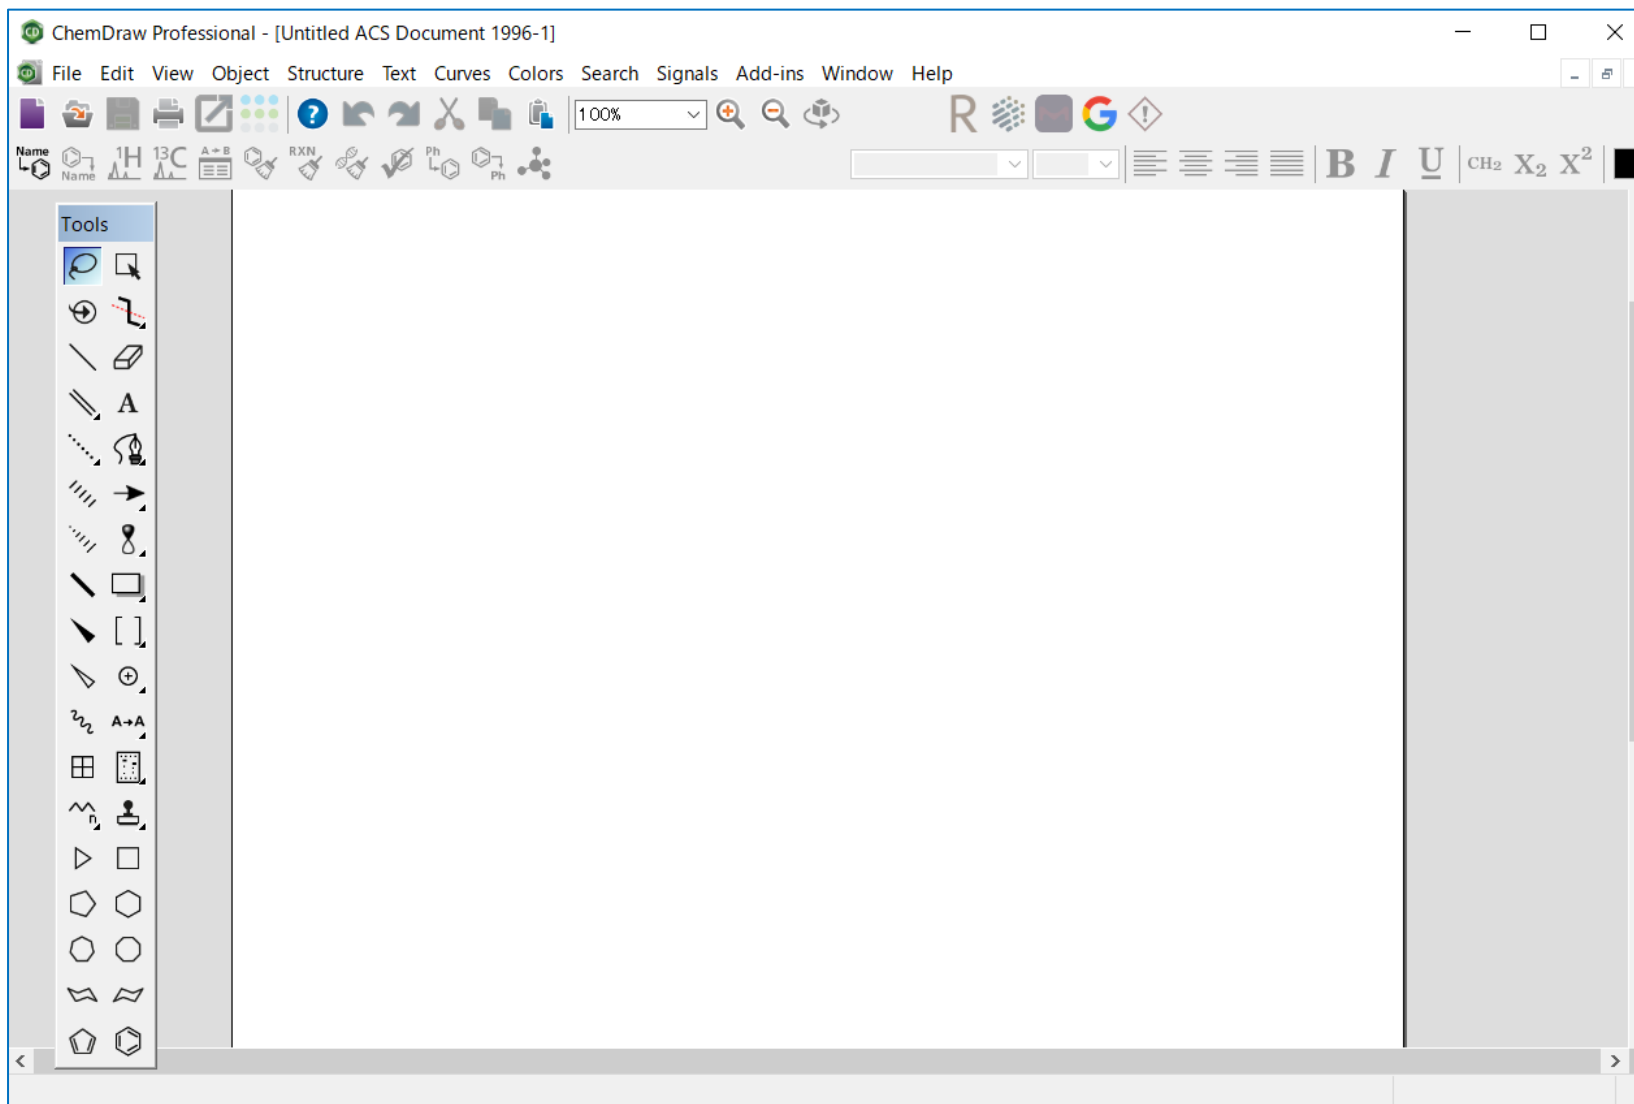 ChemDraw Professional - [Untitled ACS Document 1996-1]
File Edit View Object Structure Text Curves Colors Search Signals Add-ins Window Help
100% R G
Name Name 1H 13C A→B RXN Ph Ph B I U CH₂ X₂ X²
Tools
A
A→A
n